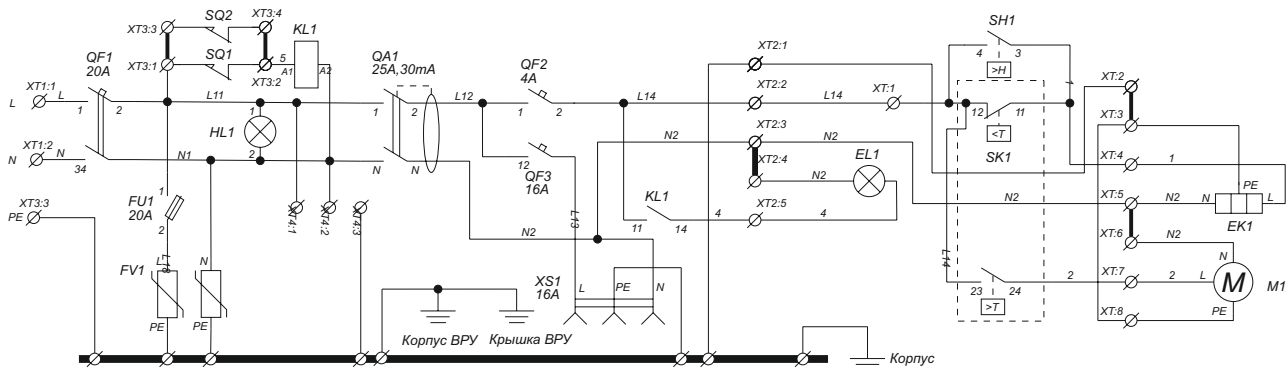 XT3:3 SQ2 XT3:4
KL1
SQ1
XT3:1 XT3:2 5 A1 A2
QF1
20A
QA1
25A,30mA
QF2
4A
SH1
4 3
>H
XT2:1
XT2:2
XT1:1
L L 1 2 L11 1 1 2 L12 1 2 L14 L14 XT:1 12 11 1
XT:2
HL1
<T
SK1
XT:3
XT1:2
N N 34 N1 2 N N
12
QF3
16A
XT2:3
N2 N2
XT2:4
N2 EL1
XT:4 1
PE
XT3:3
PE
FU1
20A
1
2
XT4:1 XT4:2 XT4:3
L13
KL1
11 14 4 XT2:5 4
N2 XT:5 N2 N L
EK1
N2
XT:6 N2
L14
FV1 L L18 N
PE PE
XS1
16A
L PE N
23 24
>T
2 XT:7 2 L N M M1
PE
XT:8
Корпус ВРУ Крышка ВРУ
Корпус